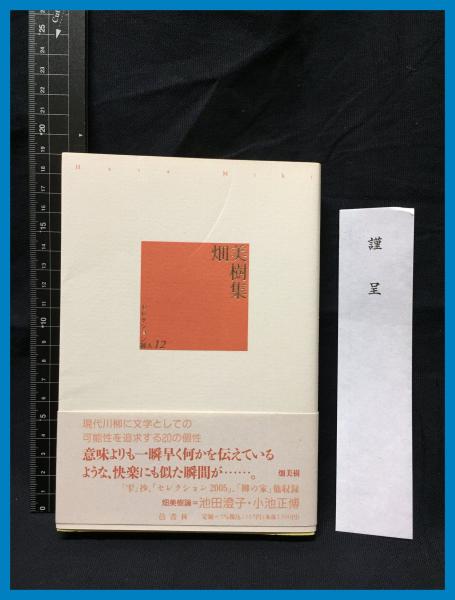 Hata Miki
畑
美樹集
セレクション柳人12
現代川柳に文学としての
可能性を追求する20の個性
意味よりも一瞬早く何かを伝えている
ような、快楽にも似た瞬間が……。
畑美樹
「雫」抄、「セレクション2005」、「柳の家」他収録
畑美樹論=池田澄子・小池正博
邑書林
謹呈